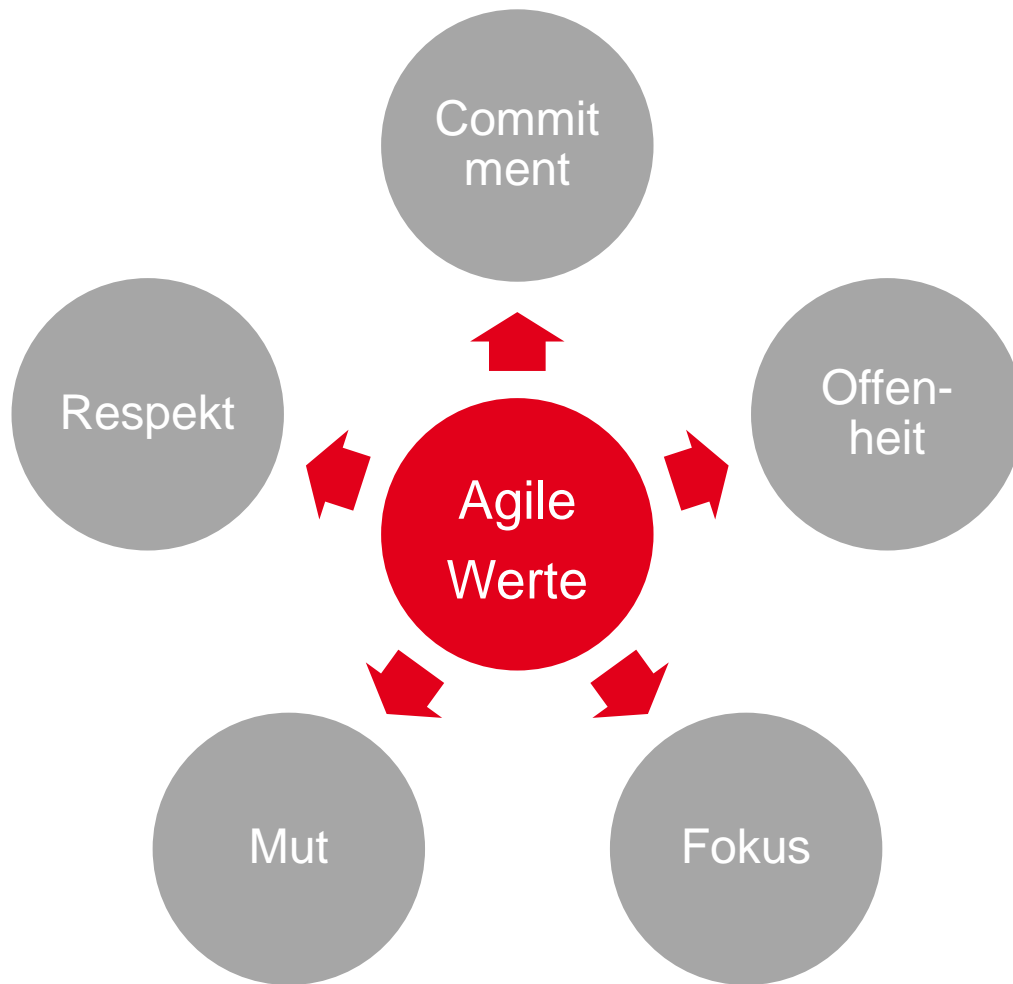 Commit
ment
Offen-
heit
Respekt
Agile
Werte
Mut
Fokus